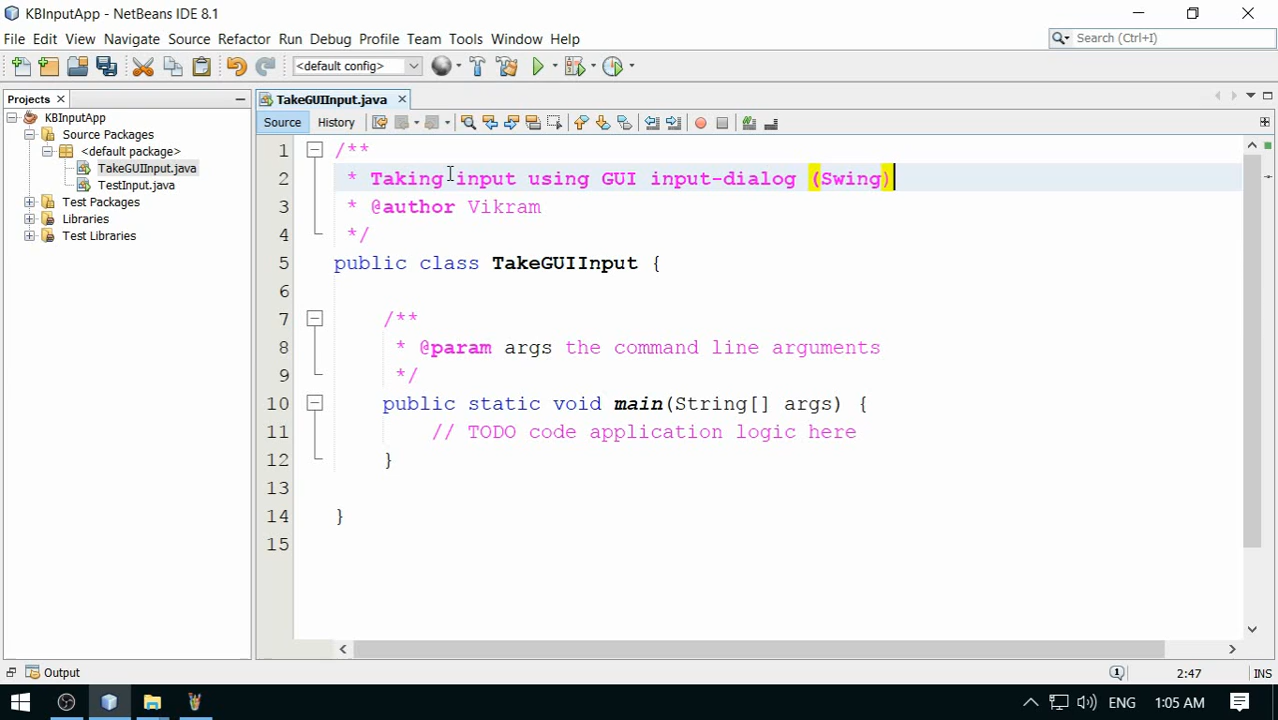 KBInputApp - NetBeans IDE 8.1
File Edit View Navigate Source Refactor Run Debug Profile Team Tools Window Help
Search (Ctrl+I)
<default config>
Projects
TakeGUIInput.java
KBInputApp
Source History
Source Packages
<default package>
TakeGUIInput.java
TestInput.java
Test Packages
Libraries
Test Libraries
1 /**
2 * Taking input using GUI input-dialog (Swing)
3 * @author Vikram
4 */
5 public class TakeGUIInput {
6
7 /**
8 * @param args the command line arguments
9 */
10 public static void main(String[] args) {
11 // TODO code application logic here
12 }
13
14 }
15
Output
1
2:47
INS
ENG
1:05 AM